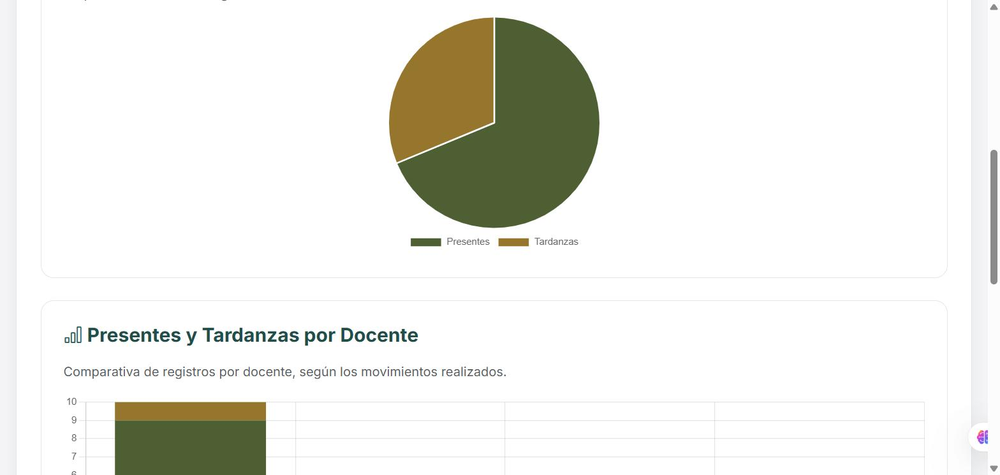 Presentes Tardanzas
Presentes y Tardanzas por Docente
Comparativa de registros por docente, según los movimientos realizados.
10
9
8
7